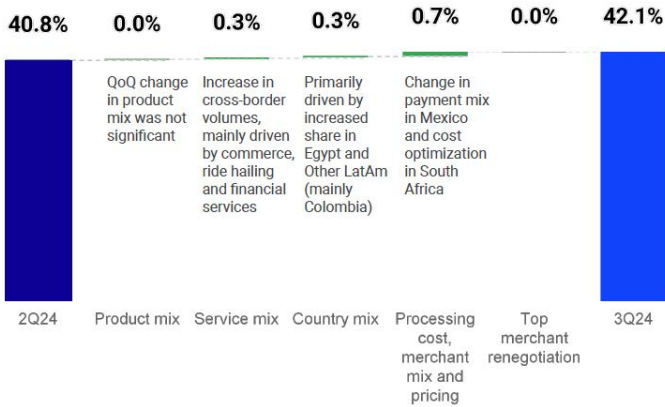 40.8% 0.0% 0.3% 0.3% 0.7% 0.0% 42.1%
QoQ change
in product
mix was not
significant
Increase in
cross-border
volumes,
mainly driven
by commerce,
ride hailing
and financial
services
Primarily
driven by
increased
share in
Egypt and
Other LatAm
(mainly
Colombia)
Change in
payment mix
in Mexico
and cost
optimization
in South
Africa
2Q24
Product mix
Service mix
Country mix
Processing
cost,
merchant
mix and
pricing
Top
merchant
renegotiation
3Q24